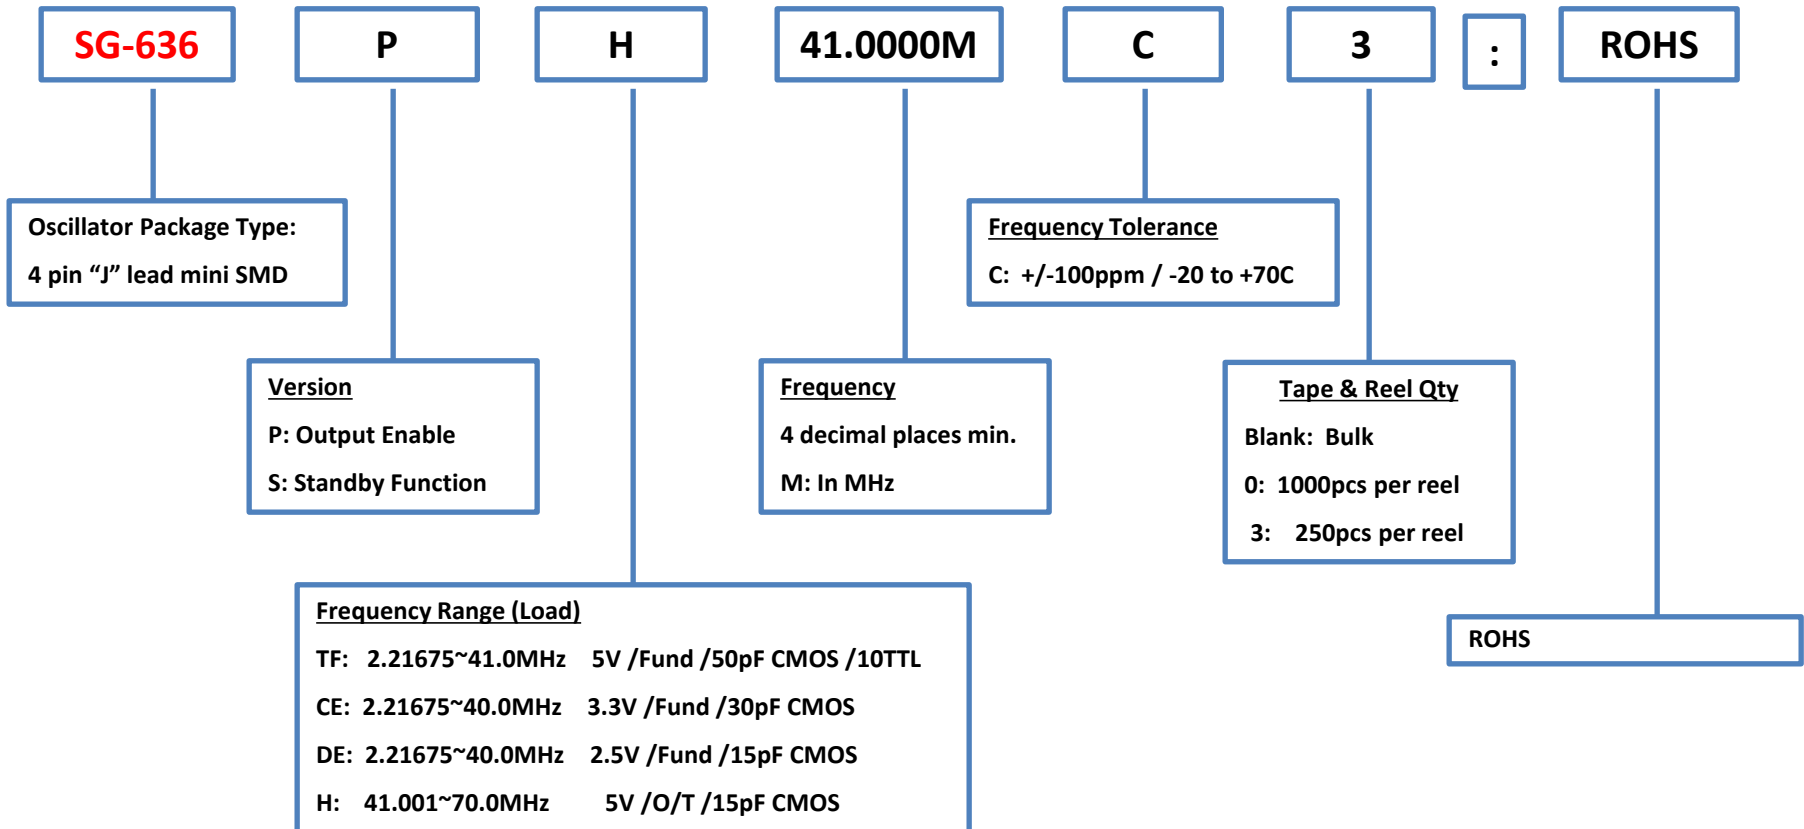 SG-636 P H 41.0000M C 3 : ROHS
Oscillator Package Type:
4 pin “J” lead mini SMD
Frequency Tolerance
C: +/-100ppm / -20 to +70C
Version
P: Output Enable
S: Standby Function
Frequency
4 decimal places min.
M: In MHz
Tape & Reel Qty
Blank: Bulk
0: 1000pcs per reel
3: 250pcs per reel
Frequency Range (Load)
TF: 2.21675~41.0MHz 5V /Fund /50pF CMOS /10TTL
CE: 2.21675~40.0MHz 3.3V /Fund /30pF CMOS
DE: 2.21675~40.0MHz 2.5V /Fund /15pF CMOS
H: 41.001~70.0MHz 5V /O/T /15pF CMOS
ROHS